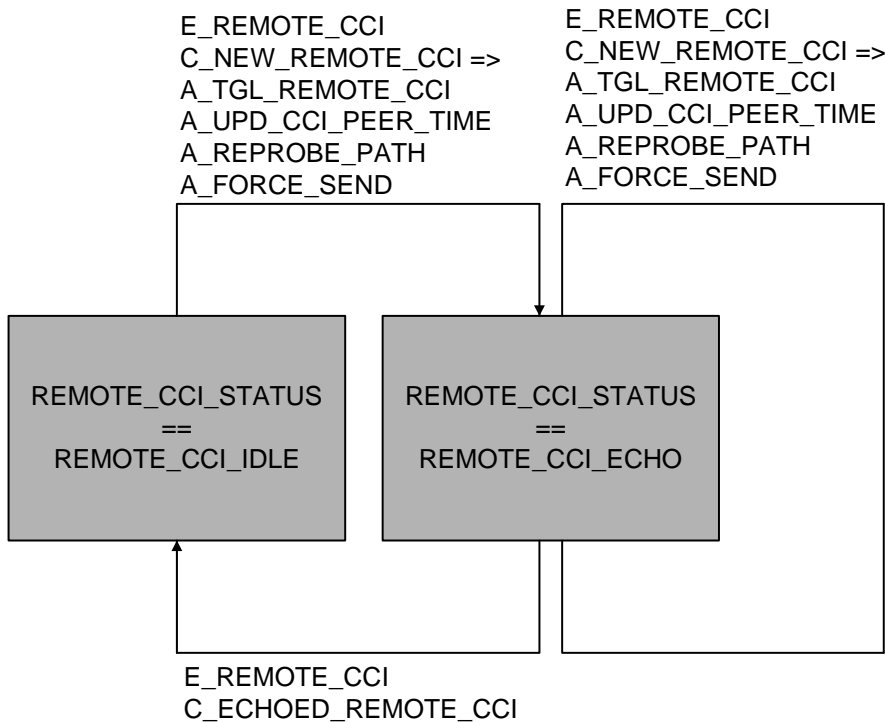 E_REMOTE_CCI
C_NEW_REMOTE_CCI =>
A_TGL_REMOTE_CCI
A_UPD_CCI_PEER_TIME
A_REPROBE_PATH
A_FORCE_SEND
E_REMOTE_CCI
C_NEW_REMOTE_CCI =>
A_TGL_REMOTE_CCI
A_UPD_CCI_PEER_TIME
A_REPROBE_PATH
A_FORCE_SEND
REMOTE_CCI_STATUS
==
REMOTE_CCI_IDLE
REMOTE_CCI_STATUS
==
REMOTE_CCI_ECHO
E_REMOTE_CCI
C_ECHOED_REMOTE_CCI